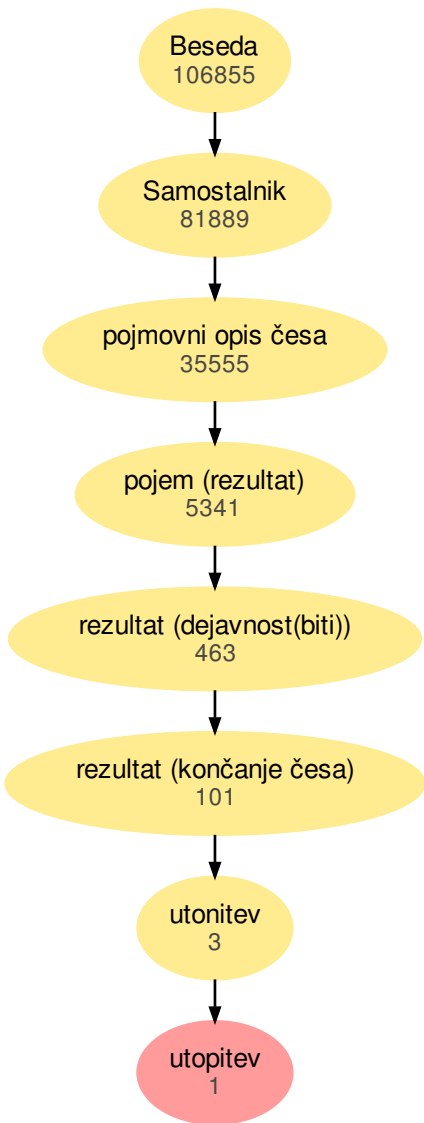 Beseda
106855
Samostalnik
81889
pojmovni opis česa
35555
pojem (rezultat)
5341
rezultat (dejavnost(biti))
463
rezultat (končanje česa)
101
utonitev
3
utopitev
1